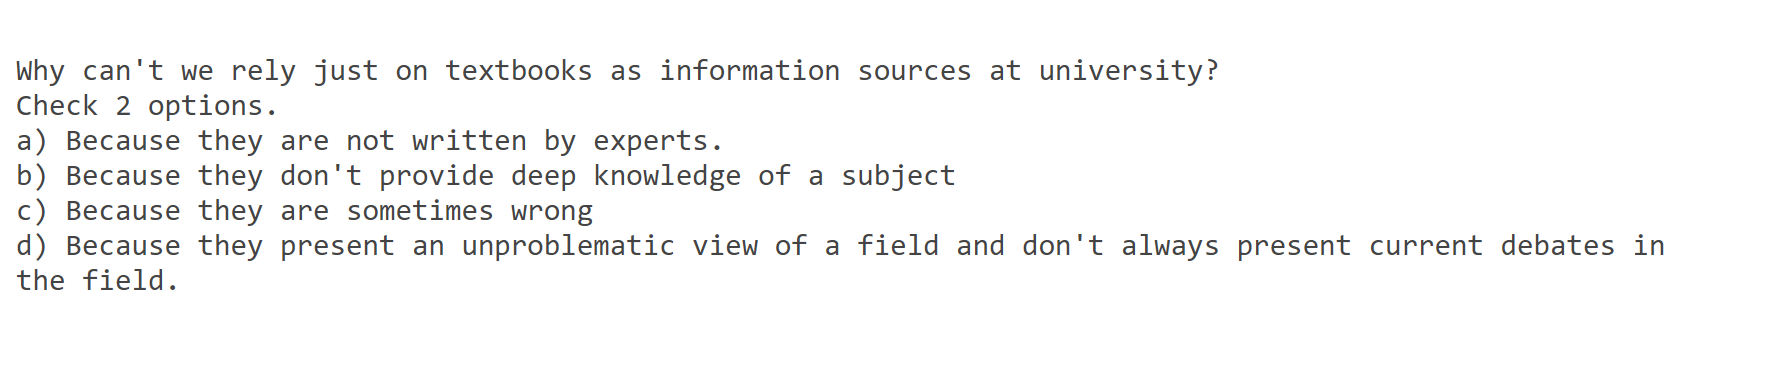 Why can't we rely just on textbooks as information sources at university?
Check 2 options.
a) Because they are not written by experts.
b) Because they don't provide deep knowledge of a subject
c) Because they are sometimes wrong
d) Because they present an unproblematic view of a field and don't always present current debates in
the field.